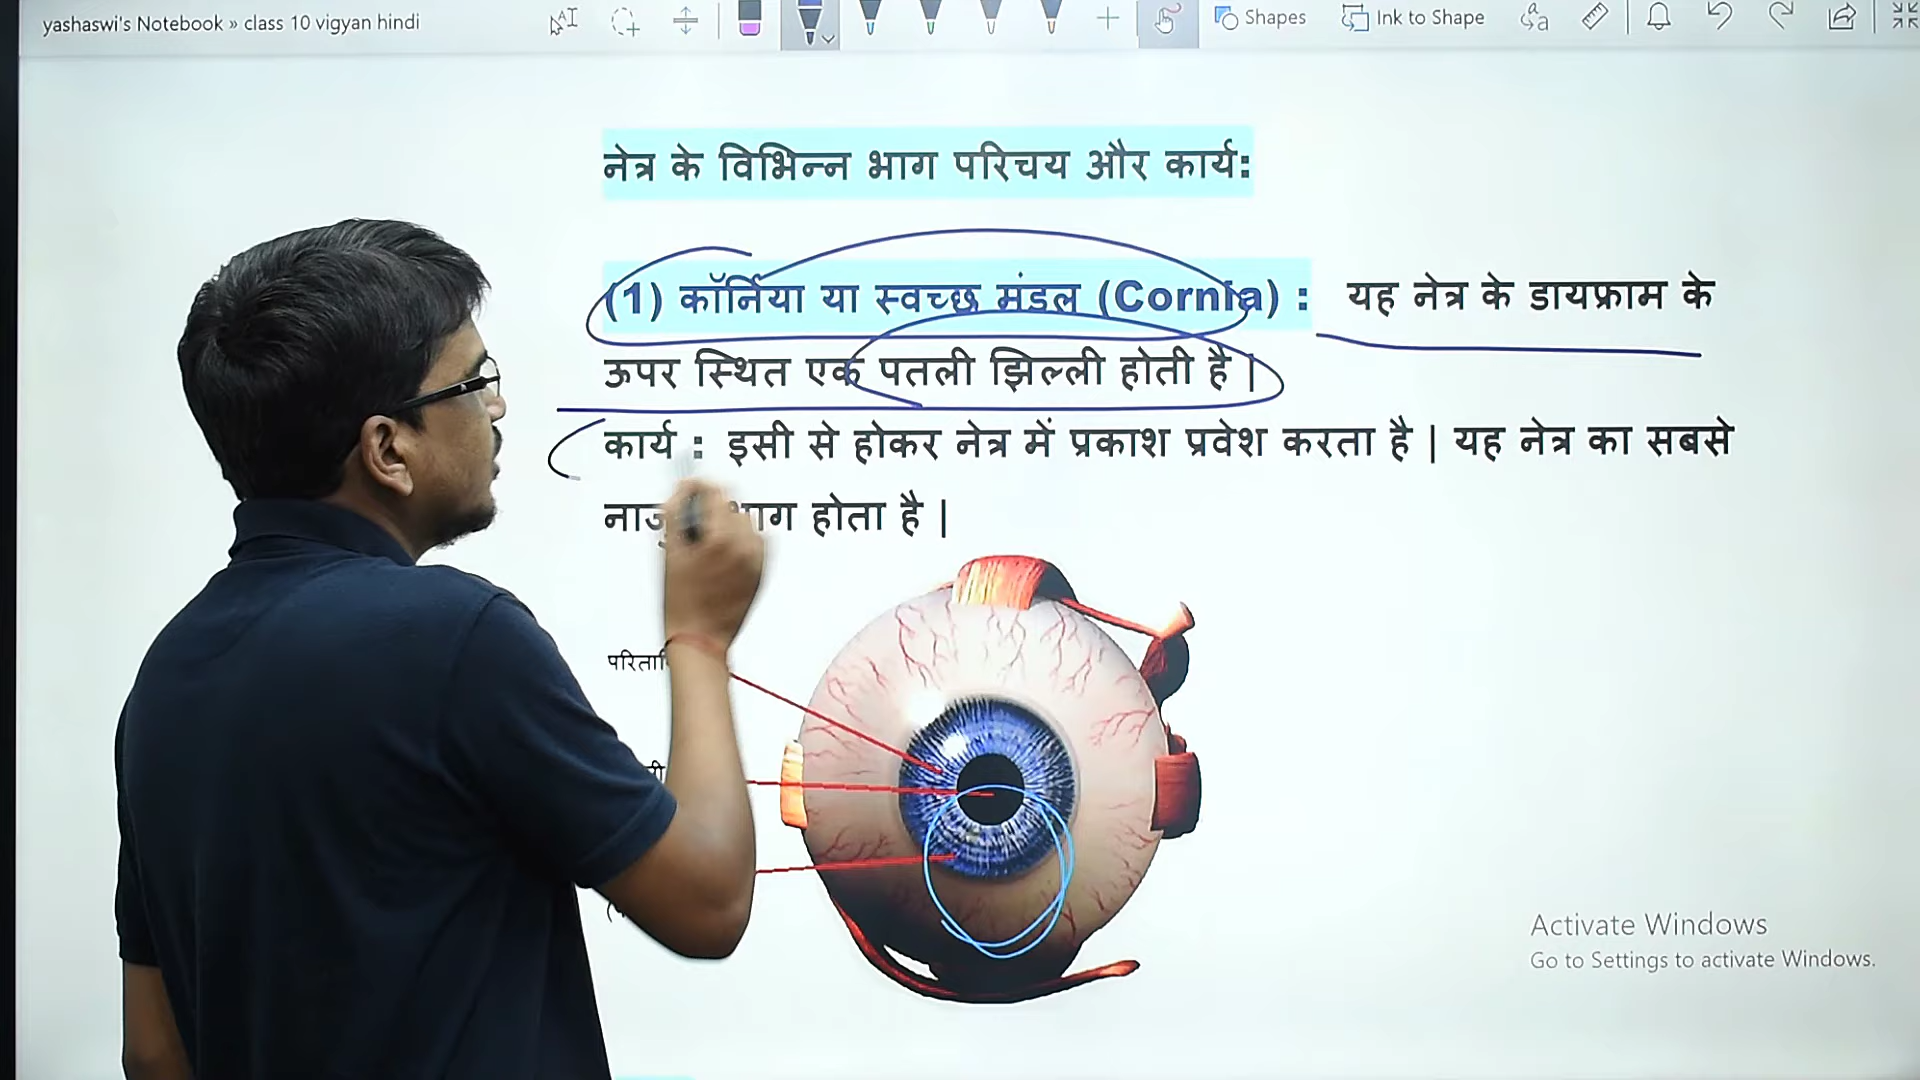 yashaswi's Notebook » class 10 vigyan hindi
Shapes
Ink to Shape
नेत्र के विभिन्न भाग परिचय और कार्य:
(1) कॉर्निया या स्वच्छ मंडल (Cornia) : यह नेत्र के डायफ्राम के
ऊपर स्थित एक पतली झिल्ली होती है |
कार्य : इसी से होकर नेत्र में प्रकाश प्रवेश करता है | यह नेत्र का सबसे
होता है |
Activate Windows
Go to Settings to activate Windows.